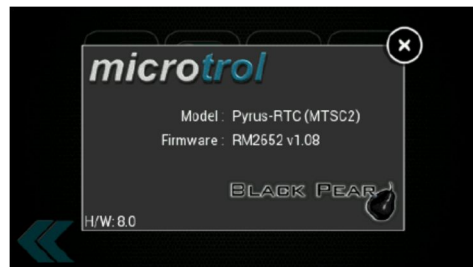 microtrol
Model : Pyrus-RTC (MTSC2)
Firmware : RM2652 v1.08
BLACK PEAR
H/W: 8.0